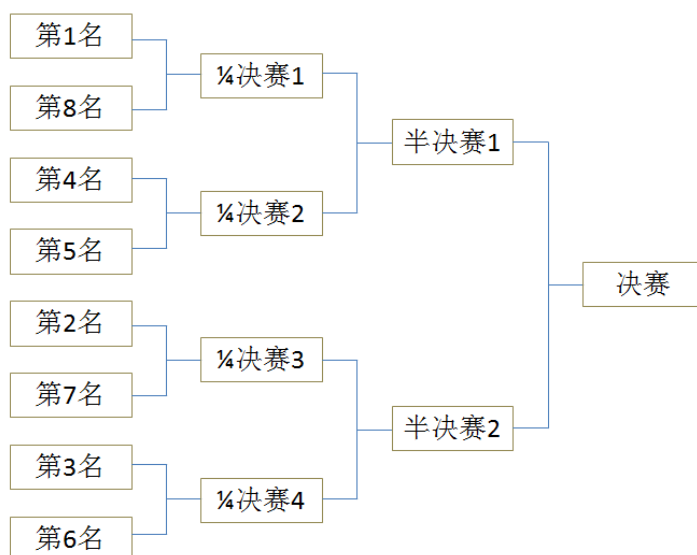 第1名
第8名
第4名
第5名
第2名
第7名
第3名
第6名
¼决赛1
¼决赛2
¼决赛3
¼决赛4
半决赛1
半决赛2
决赛